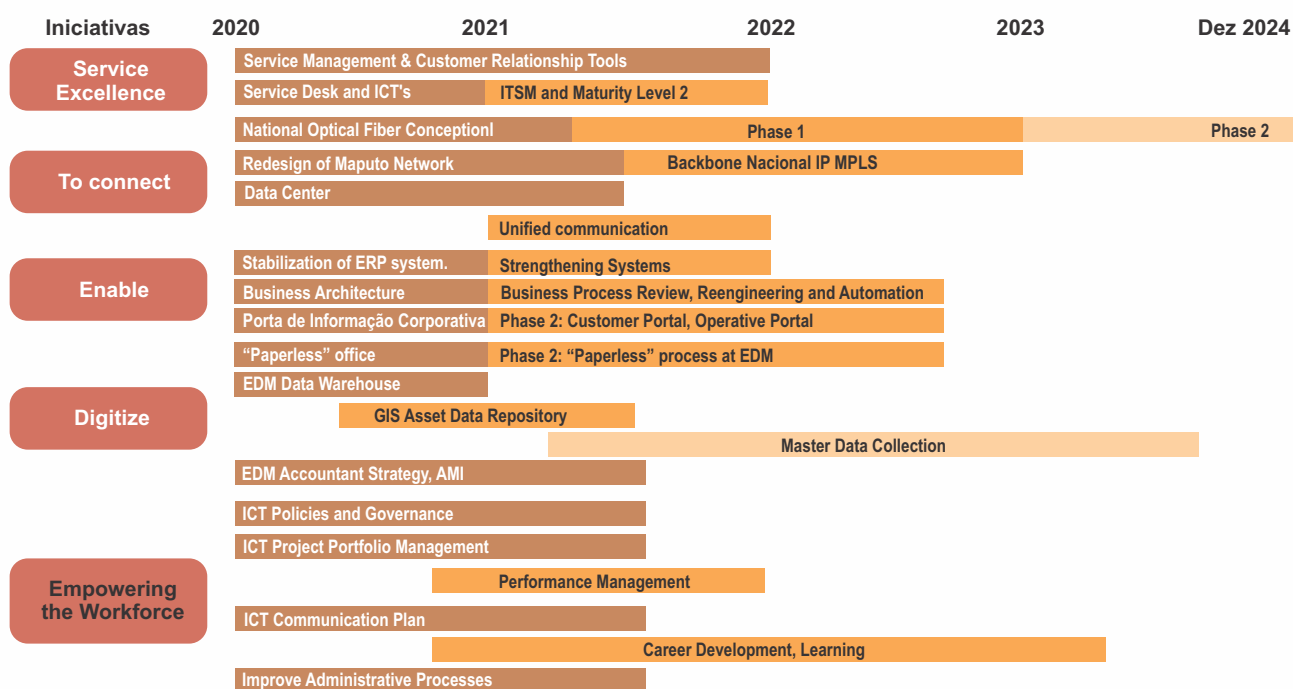 Iniciativas 2020 2021 2022 2023 Dez 2024
Service
Excellence
Service Management & Customer Relationship Tools
Service Desk and ICT's ITSM and Maturity Level 2
National Optical Fiber Conceptionl Phase 1 Phase 2
To connect
Redesign of Maputo Network Backbone Nacional IP MPLS
Data Center
Unified communication
Enable
Stabilization of ERP system. Strengthening Systems
Business Architecture Business Process Review, Reengineering and Automation
Porta de Informação Corporativa Phase 2: Customer Portal, Operative Portal
“Paperless” office Phase 2: “Paperless” process at EDM
Digitize
EDM Data Warehouse
GIS Asset Data Repository
Master Data Collection
EDM Accountant Strategy, AMI
ICT Policies and Governance
ICT Project Portfolio Management
Empowering
the Workforce
Performance Management
ICT Communication Plan
Career Development, Learning
Improve Administrative Processes